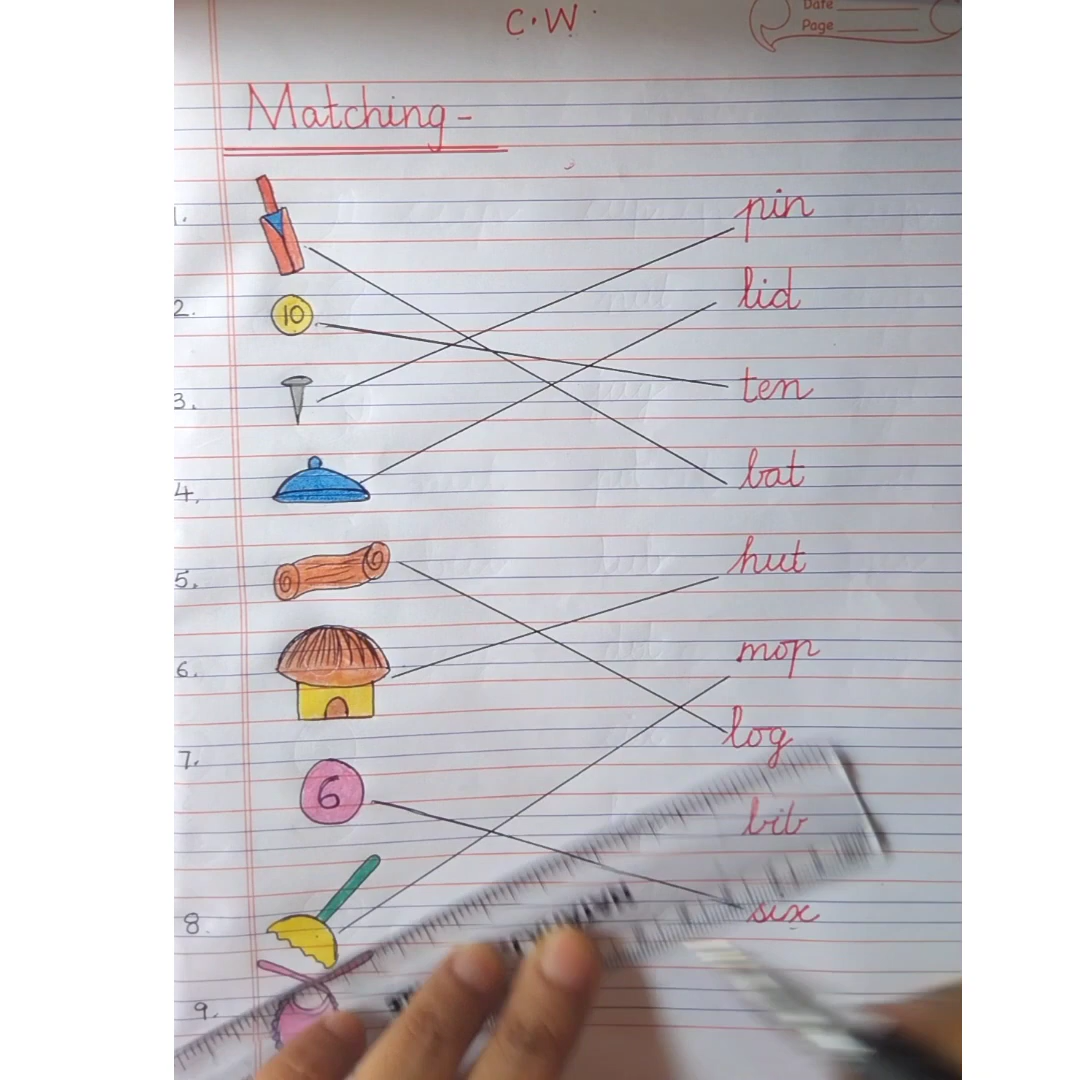 C.W.
Date
Page
Matching -
1. pin
2. 10 lid
3. ten
4. bat
5. hut
6. mop
7. log
6 bib
8. six
9.